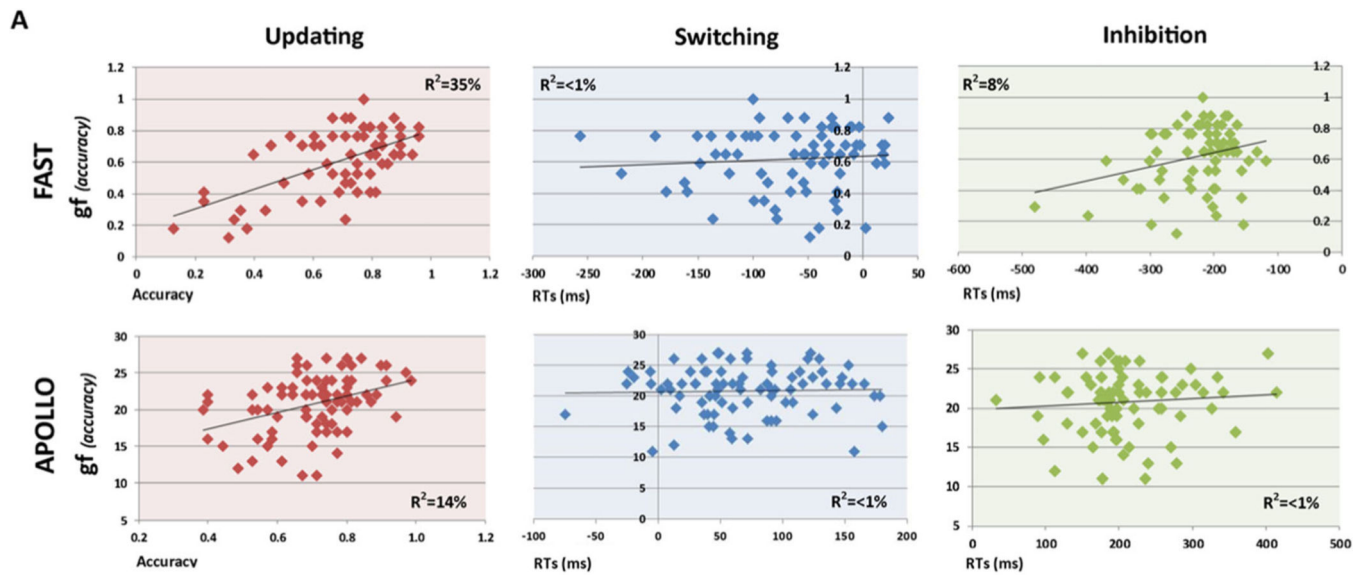 A
Updating
Switching
Inhibition
FAST
gf (accuracy)
1.2
1
0.8
0.6
0.4
0.2
0
R²=35%
0 0.2 0.4 0.6 0.8 1 1.2
Accuracy
R²=<1%
1.2
1
0.8
0.6
0.4
0.2
0
-300 -250 -200 -150 -100 -50 0 50
RTs (ms)
R²=8%
1.2
1
0.8
0.6
0.4
0.2
0
-600 -500 -400 -300 -200 -100 0
RTs (ms)
APOLLO
gf (accuracy)
30
25
20
15
10
5
R²=14%
0.2 0.4 0.6 0.8 1 1.2
Accuracy
30
25
20
15
10
5
0
R²=<1%
-100 -50 0 50 100 150 200
RTs (ms)
30
25
20
15
10
5
R²=<1%
0 100 200 300 400 500
RTs (ms)